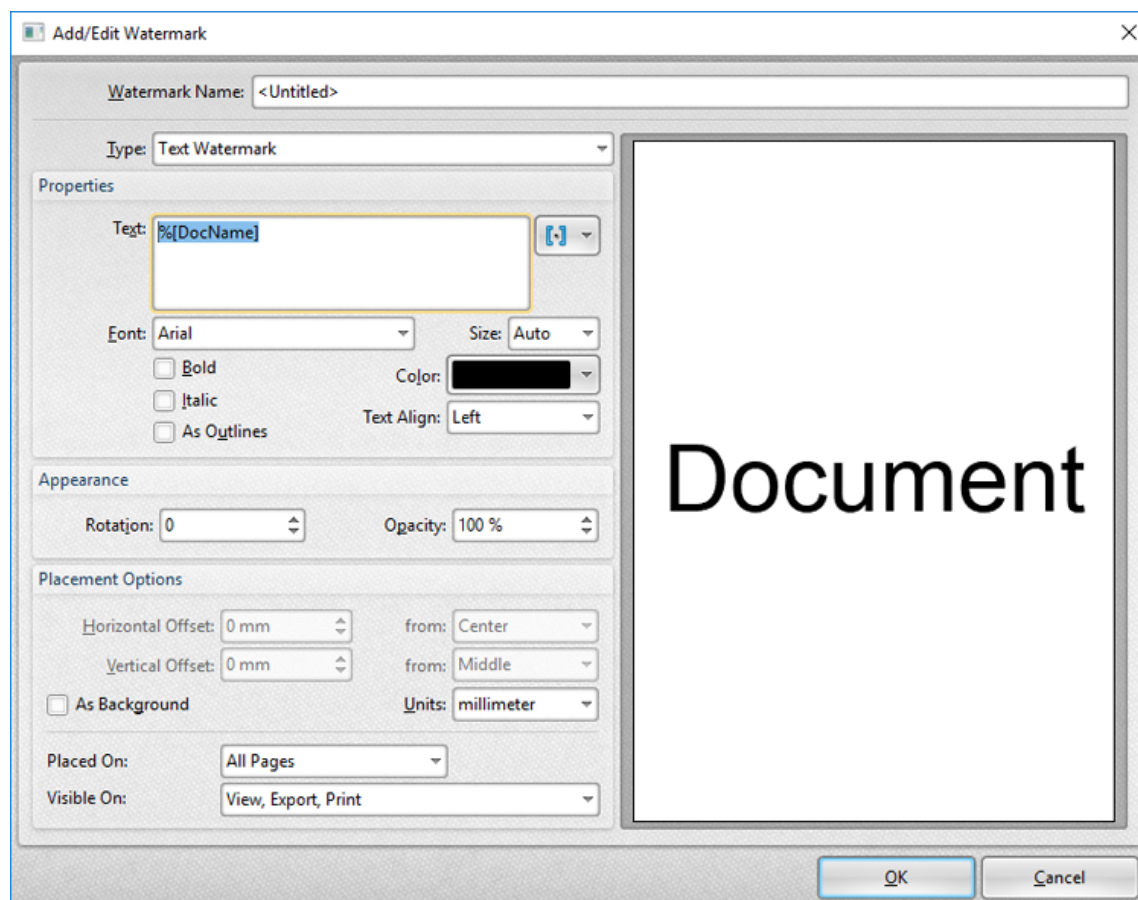 Add/Edit Watermark
Watermark Name: <Untitled>
Type: Text Watermark
Properties
Text: %[DocName]
Font: Arial Size: Auto
Bold
Color:
Italic
Text Align: Left
As Outlines
Appearance
Rotation: 0 Opacity: 100 %
Placement Options
Horizontal Offset: 0 mm from: Center
Vertical Offset: 0 mm from: Middle
As Background Units: millimeter
Placed On: All Pages
Visible On: View, Export, Print
Document
OK Cancel